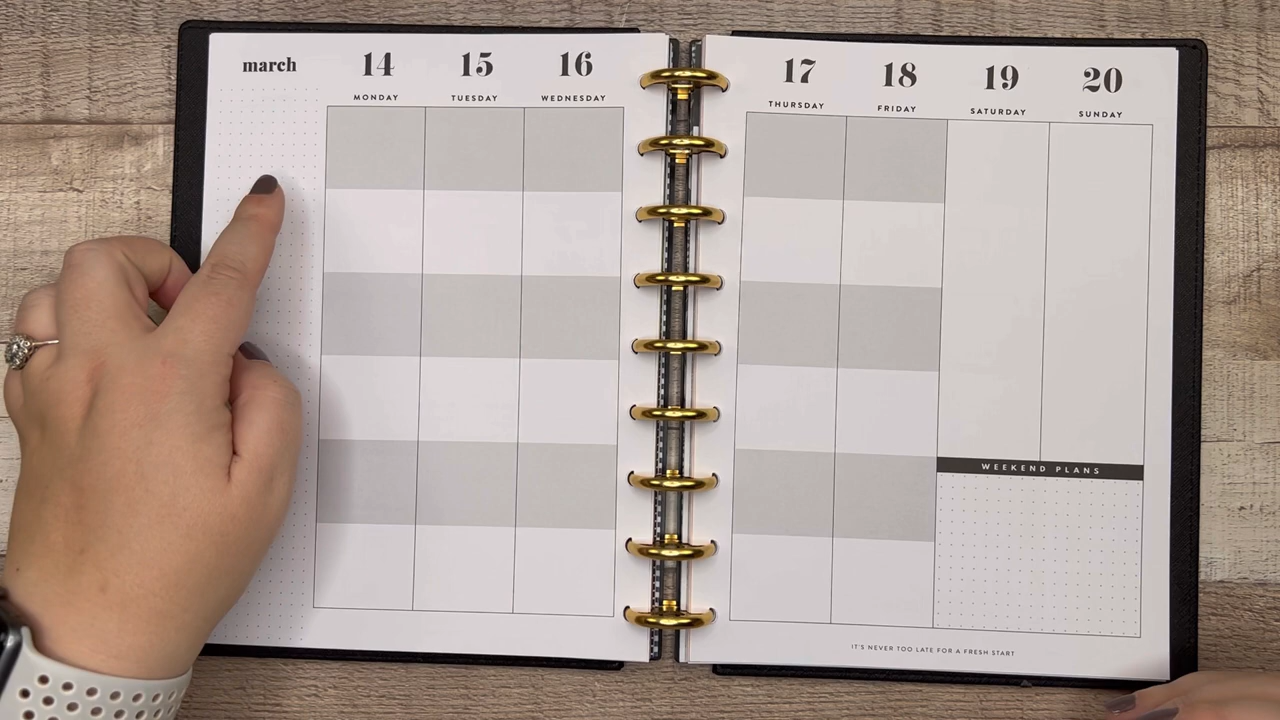 march
14 15 16
MONDAY TUESDAY WEDNESDAY
17 18 19 20
THURSDAY FRIDAY SATURDAY SUNDAY
WEEKEND PLANS
IT'S NEVER TOO LATE FOR A FRESH START